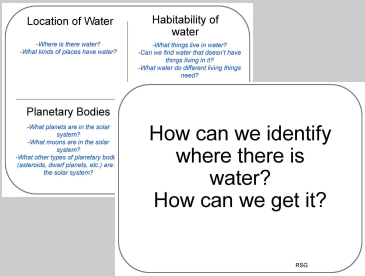 Location of Water
-Where is there water?
-What kinds of places have water?
Habitability of
water
-What things live in water?
-Can we find water that doesn't have
things living in it?
-What water do different living things
need?
Planetary Bodies
-What planets are in the solar
system?
-What moons are in the solar
system?
-What other types of planetary bodi
(asteroids, dwarf planets, etc.) are
the solar system?
How can we identify
where there is
water?
How can we get it?
RSG